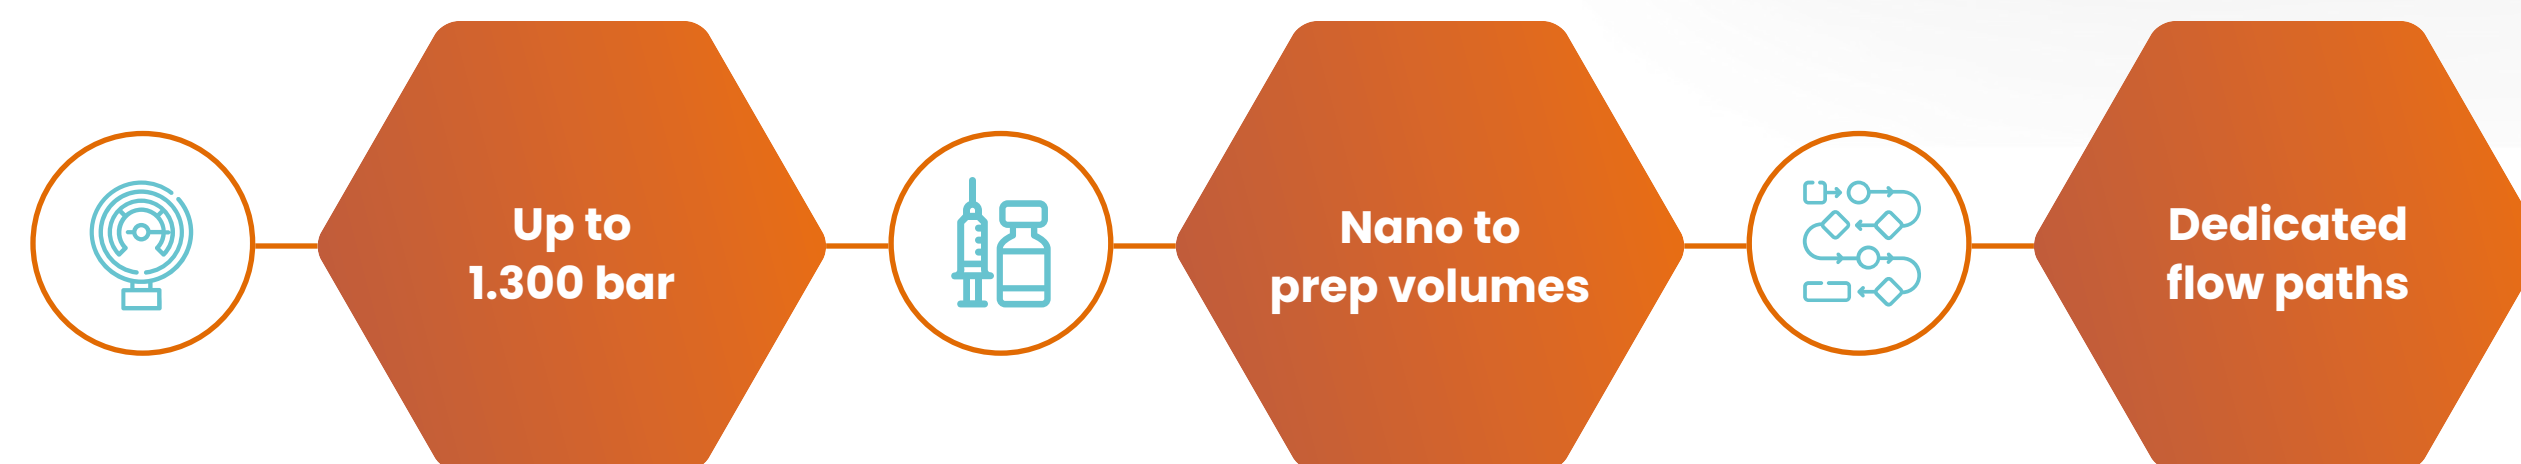 Up to
1.300 bar
Nano to
prep volumes
Dedicated
flow paths